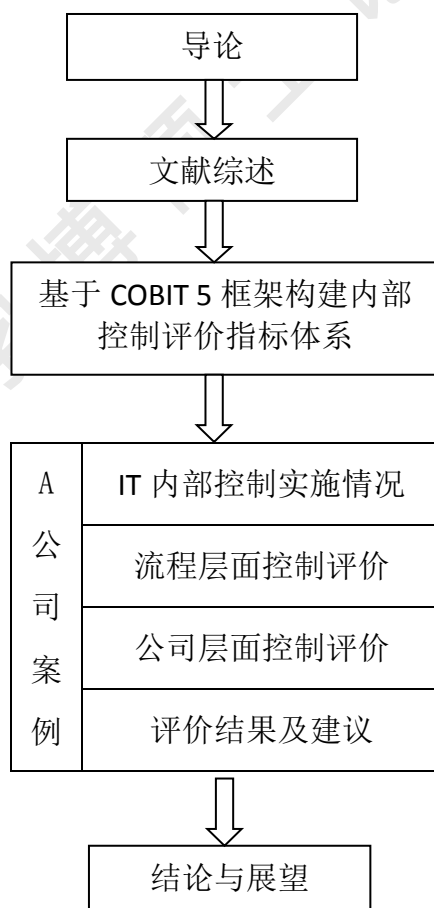 导论
文献综述
基于 COBIT 5 框架构建内部
控制评价指标体系
A
公
司
案
例
IT 内部控制实施情况
流程层面控制评价
公司层面控制评价
评价结果及建议
结论与展望